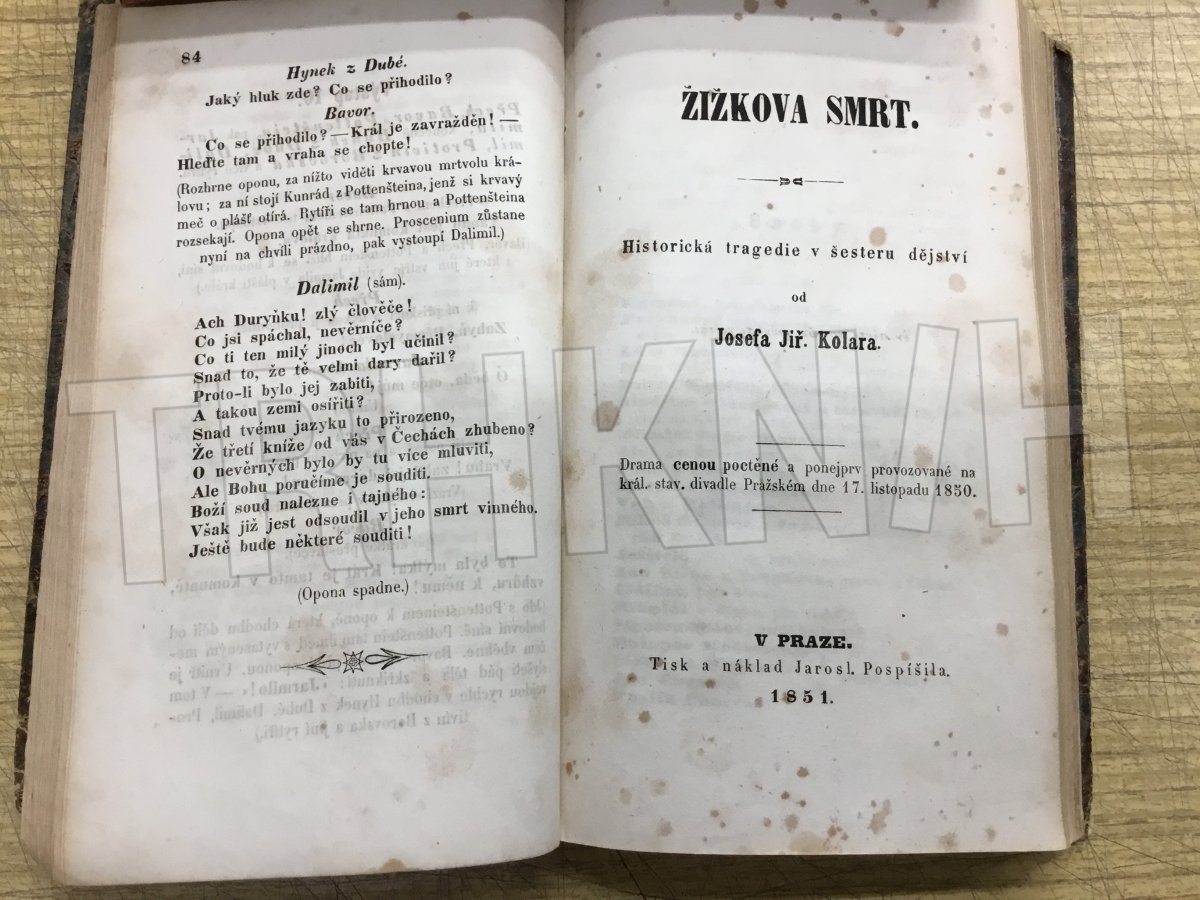 84
Hynek z Dubé.
Jaký hluk zde? Co se přihodilo?
Bavor.
Co se přihodilo? — Král je zavražděn! —
Hleďte tam a vraha se chopte!
(Rozhrne oponu, za nížto viděti krvavou mrtvolu krá-
lovu; za ní stojí Kunrád z Pottenšteina, jenž si krvavý
meč o plášť otírá. Rytíři se tam hrnou a Pottenšteina
rozsekají. Opona opět se shrne. Proscenium zůstane
nyní na chvíli prázdno, pak vystoupí Dalimil.)
Dalimil (sám).
Ach Duryňku! zlý člověče!
Co jsi spáchal, nevěrníče?
Co ti ten milý jinoch byl učinil?
Snad to, že tě velmi dary dařil?
Proto-li bylo jej zabiti,
A takou zemi osířiti?
Snad tvému jazyku to přirozeno,
Že třetí kníže od vás v Čechách zhubeno?
O nevěrných bylo by tu více mluviti,
Ale Bohu poručíme je souditi.
Boží soud nalezne i tajného:
Však již jest odsoudil v jeho smrt vinného.
Ještě bude některé souditi!
(Opona spadne.)
ŽIŽKOVA SMRT.
Historická tragedie v šesteru dějství
od
Josefa Jiř. Kolara.
Drama cenou poctěné a ponejprv provozované na
král. stav. divadle Pražském dne 17. listopadu 1850.
V PRAZE.
Tisk a náklad Jarosl. Pospíšila.
1851.
TRHKNIH